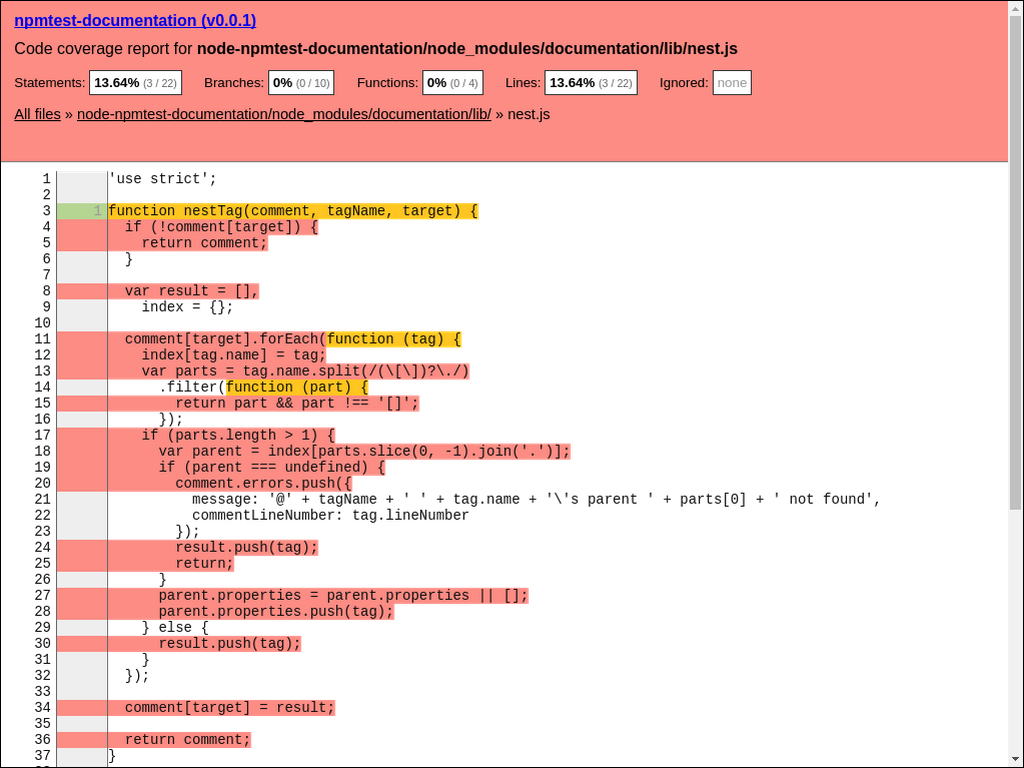 npmtest-documentation (v0.0.1)
Code coverage report for node-npmtest-documentation/node_modules/documentation/lib/nest.js
Statements: 13.64% (3 / 22) Branches: 0% (0 / 10) Functions: 0% (0 / 4) Lines: 13.64% (3 / 22) Ignored: none
All files » node-npmtest-documentation/node_modules/documentation/lib/ » nest.js
1 'use strict';
2
3 1 function nestTag(comment, tagName, target) {
4   if (!comment[target]) {
5     return comment;
6   }
7
8   var result = [],
9     index = {};
10
11   comment[target].forEach(function (tag) {
12     index[tag.name] = tag;
13     var parts = tag.name.split(/(\[\])?\./)
14       .filter(function (part) {
15         return part && part !== '[]';
16       });
17     if (parts.length > 1) {
18       var parent = index[parts.slice(0, -1).join('.')];
19       if (parent === undefined) {
20         comment.errors.push({
21           message: '@' + tagName + ' ' + tag.name + '\'s parent ' + parts[0] + ' not found',
22           commentLineNumber: tag.lineNumber
23         });
24         result.push(tag);
25         return;
26       }
27       parent.properties = parent.properties || [];
28       parent.properties.push(tag);
29     } else {
30       result.push(tag);
31     }
32   });
33
34   comment[target] = result;
35
36   return comment;
37 }